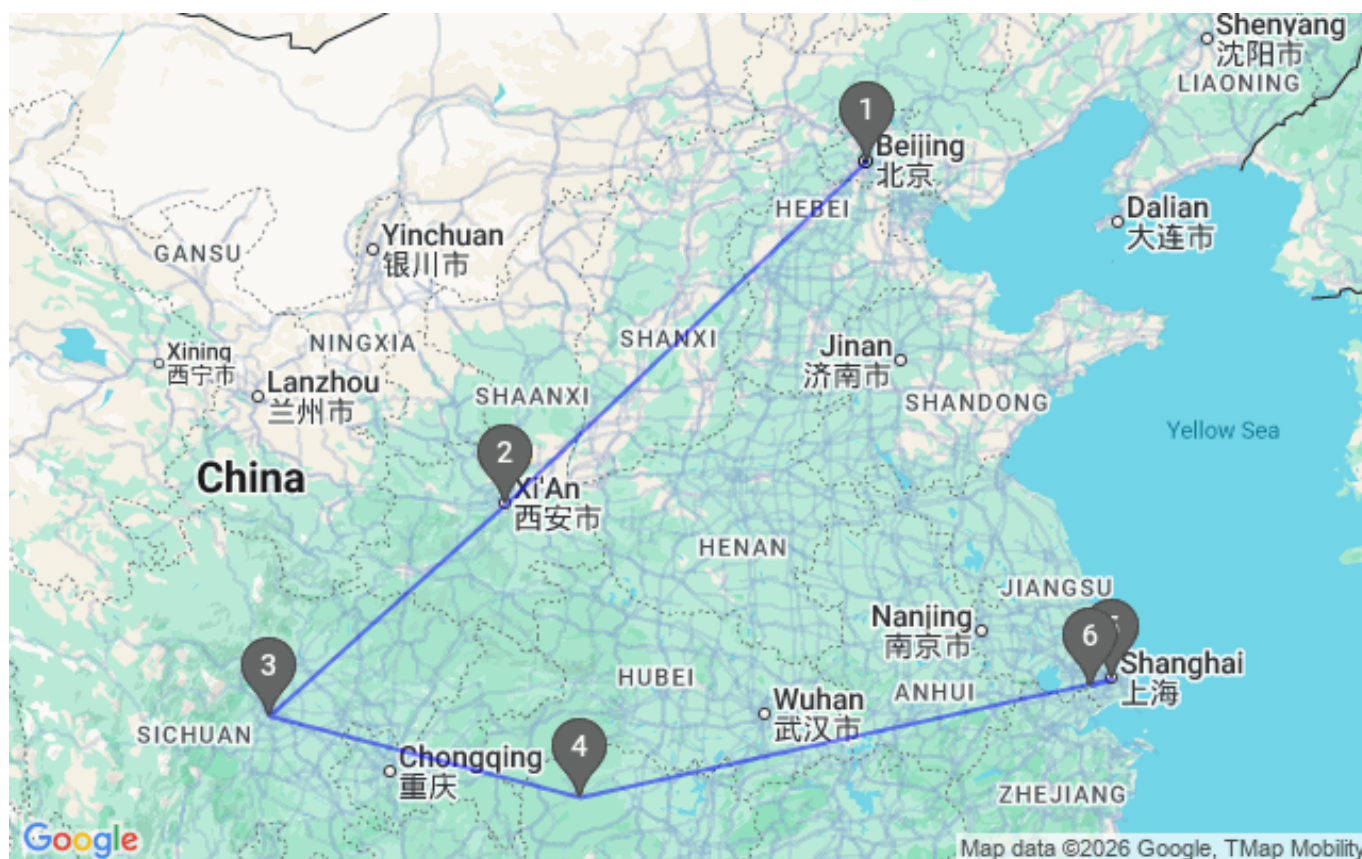 Shenyang
沈阳市
LIAONING
1
Beijing
北京
HEBEI
Dalian
大连市
Yinchuan
银川市
GANSU
NINGXIA
SHANXI
Jinan
济南市
Xining
西宁市
Lanzhou
兰州市
SHAANXI
SHANDONG
Yellow Sea
China
2
Xi'An
西安市
HENAN
JIANGSU
Nanjing
南京市
6
5
Shanghai
上海
3
HUBEI
ANHUI
Wuhan
武汉市
SICHUAN
4
Chongqing
重庆
ZHEJIANG
Google
Map data ©2026 Google, TMap Mobility